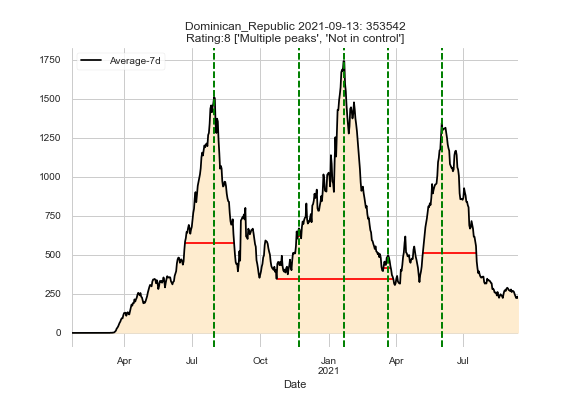 Dominican_Republic 2021-09-13: 353542
Rating:8 ['Multiple peaks', 'Not in control']
Average-7d
1750
1500
1250
1000
750
500
250
0
Apr
Jul
Oct
Jan
2021
Apr
Jul
Date